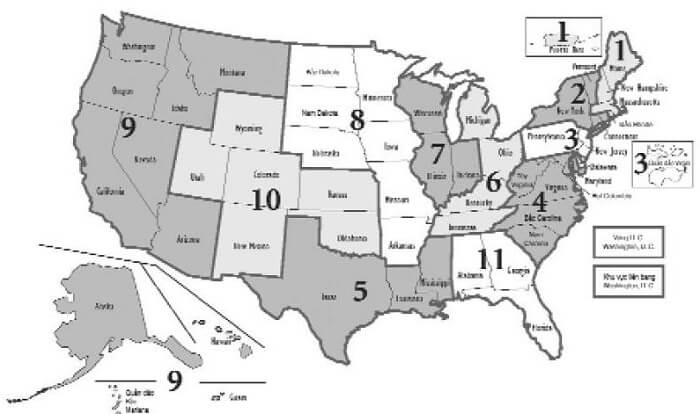 1
Puerto Rico
1
Washington
Montana
Bắc Dakota
Minnesota
Vermont
Maine
New Hampshire
Oregon
Idaho
Wyoming
Nam Dakota
8
Wisconsin
Michigan
2
New York
Massachusetts
Connecticut
9
Nevada
Utah
Colorado
Nebraska
Iowa
7
Illinois
Indiana
Ohio
Pennsylvania
3
New Jersey
Delaware
Maryland
3
California
10
Kansas
Missouri
6
Kentucky
Tây
Virginia
Virginia
4
Arizona
New Mexico
Oklahoma
Arkansas
Tennessee
Bắc Carolina
Nam
Carolina
Texas
5
Louisiana
Mississippi
Alabama
11
Georgia
Florida
Washington, D.C.
Khu vực liên bang
Washington, D.C.
Alaska
Hawaii
9
Quần đảo
Mariana
Guam